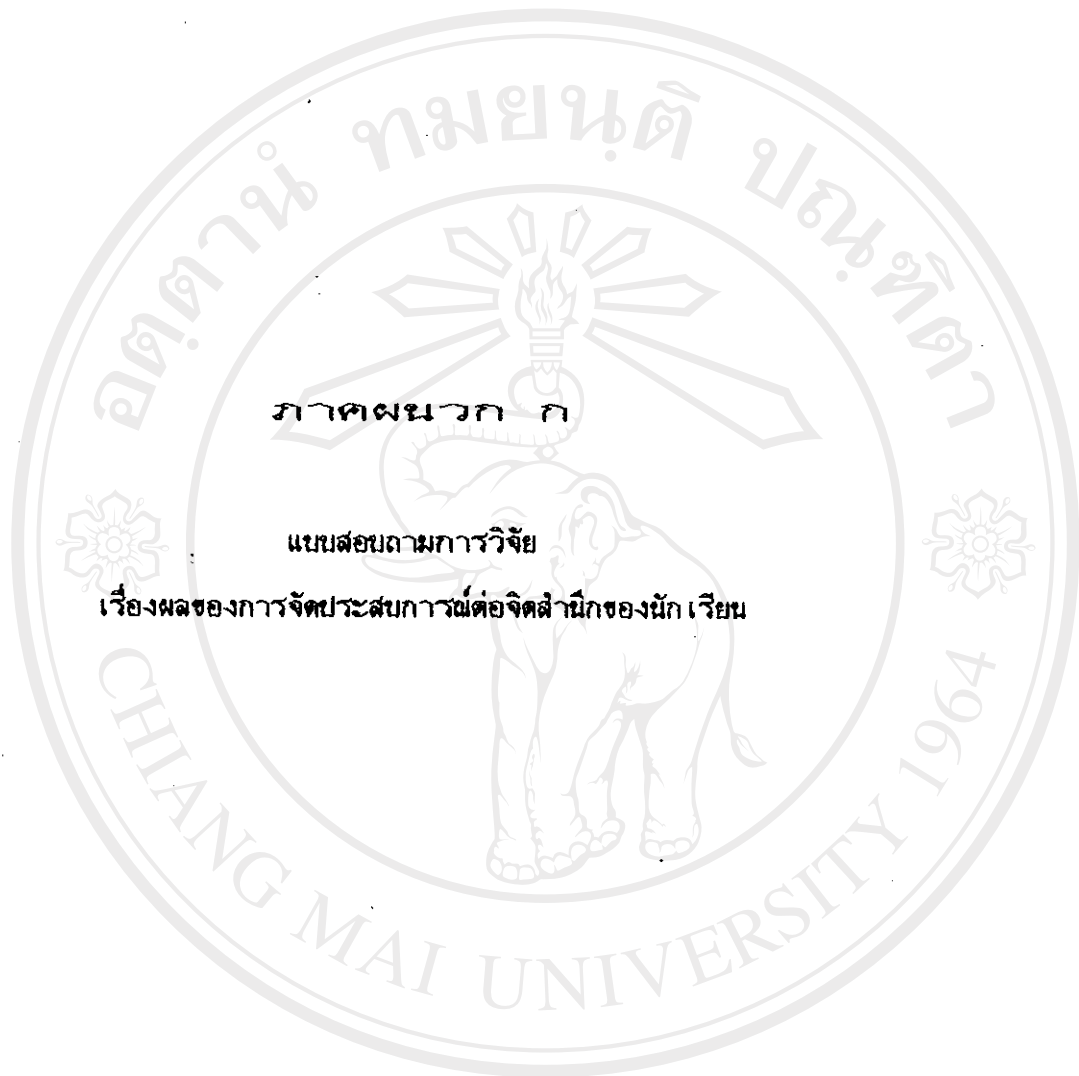 อตฺตานํ ทมยนฺติ ปณฺฑิตา
ภาคผนวก ก
แบบสอบถามการวิจัย
เรื่องผลของการจัดประสบการณ์ต่อจิตสำนึกของนักเรียน
CHIANG MAI UNIVERSITY 1964